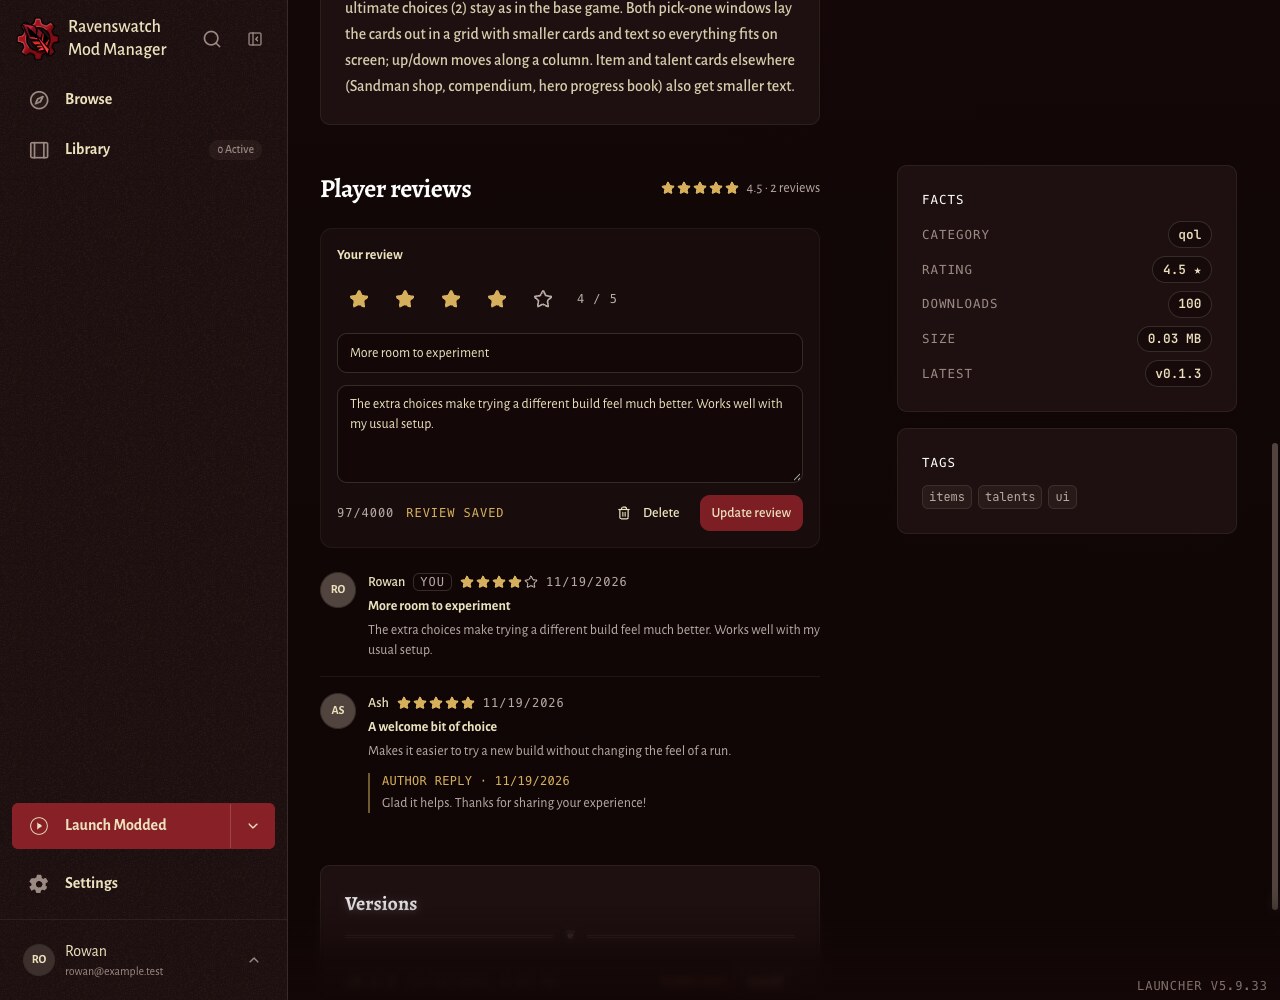 Ravenswatch
Mod Manager
Browse
Library
0 Active
Launch Modded
Settings
RO
Rowan
rowan@example.test
ultimate choices (2) stay as in the base game. Both pick-one windows lay
the cards out in a grid with smaller cards and text so everything fits on
screen; up/down moves along a column. Item and talent cards elsewhere
(Sandman shop, compendium, hero progress book) also get smaller text.
Player reviews
4.5 · 2 reviews
Your review
4 / 5
More room to experiment
The extra choices make trying a different build feel much better. Works well with
my usual setup.
97/4000 REVIEW SAVED
Delete
Update review
RO
Rowan YOU 11/19/2026
More room to experiment
The extra choices make trying a different build feel much better. Works well with my
usual setup.
AS
Ash 11/19/2026
A welcome bit of choice
Makes it easier to try a new build without changing the feel of a run.
AUTHOR REPLY · 11/19/2026
Glad it helps. Thanks for sharing your experience!
Versions
FACTS
CATEGORY qol
RATING 4.5 ★
DOWNLOADS 100
SIZE 0.03 MB
LATEST v0.1.3
TAGS
items talents ui
LAUNCHER V5.9.33